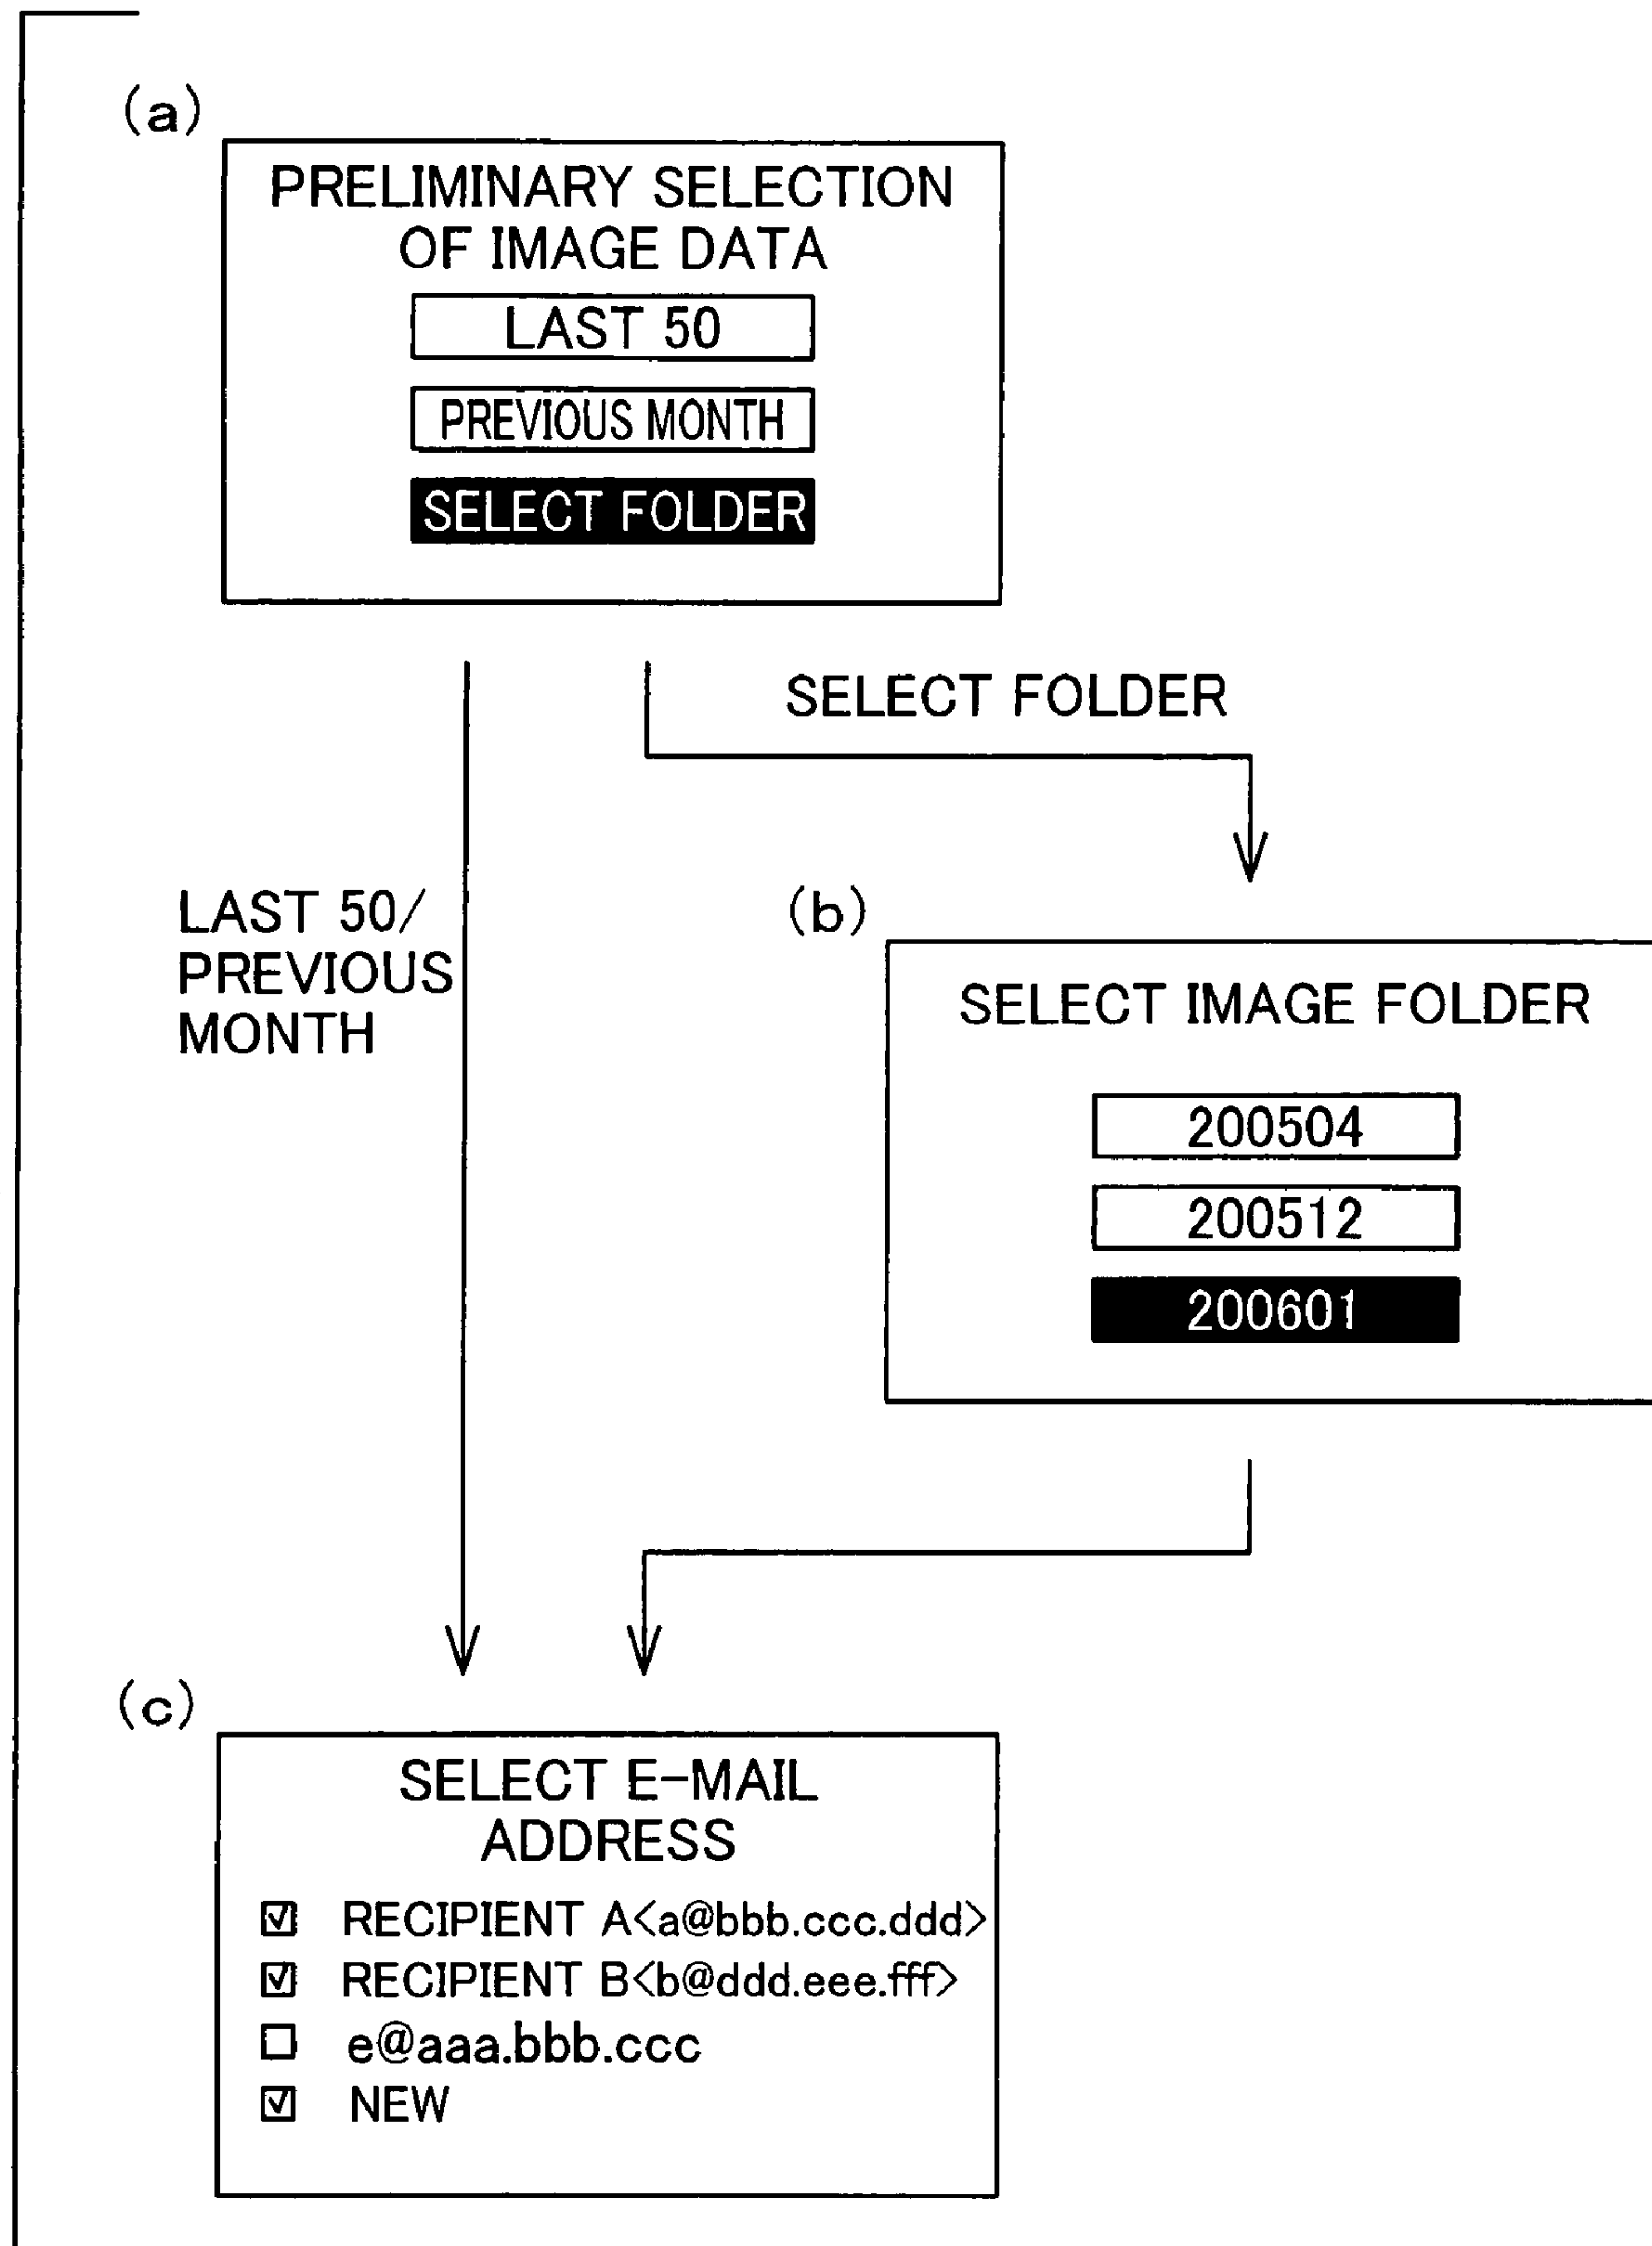 (a)
PRELIMINARY SELECTION
OF IMAGE DATA
LAST 50
PREVIOUS MONTH
SELECT FOLDER
SELECT FOLDER
LAST 50/
PREVIOUS
MONTH
(b)
SELECT IMAGE FOLDER
200504
200512
200601
(c)
SELECT E-MAIL
ADDRESS
RECIPIENT A<a@bbb.ccc.ddd>
RECIPIENT B<b@ddd.eee.fff>
e@aaa.bbb.ccc
NEW